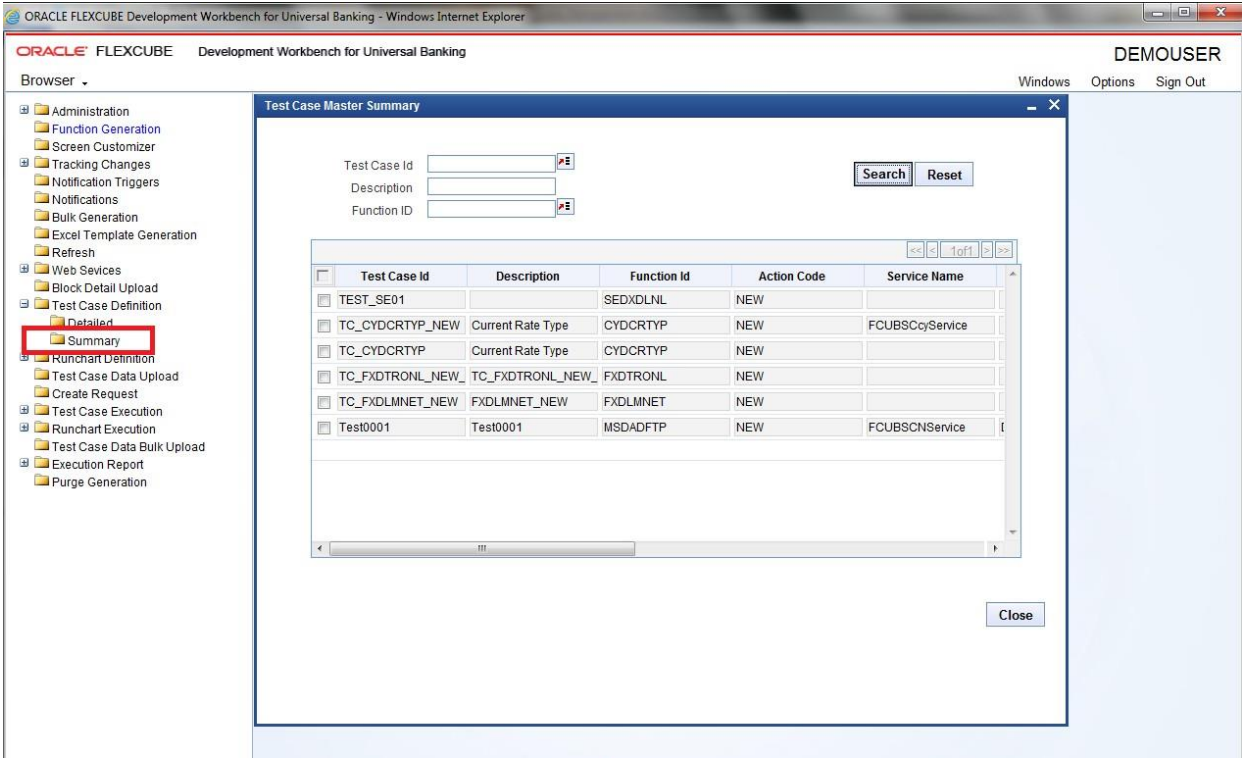 ORACLE FLEXCUBE Development Workbench for Universal Banking - Windows Internet Explorer
ORACLE FLEXCUBE Development Workbench for Universal Banking
DEMOUSER
Browser
Windows Options Sign Out
Administration
Function Generation
Screen Customizer
Tracking Changes
Notification Triggers
Notifications
Bulk Generation
Excel Template Generation
Refresh
Web Sevices
Block Detail Upload
Test Case Definition
Detailed
Summary
Runchart Definition
Test Case Data Upload
Create Request
Test Case Execution
Runchart Execution
Test Case Data Bulk Upload
Execution Report
Purge Generation
Test Case Master Summary
Test Case Id
Description
Function ID
Search Reset
<< < 1of1 > >>
Test Case Id Description Function Id Action Code Service Name
TEST_SE01 SEDXDLNL NEW
TC_CYDCRTYP_NEW Current Rate Type CYDCRTYP NEW FCUBSCcyService
TC_CYDCRTYP Current Rate Type CYDCRTYP NEW
TC_FXDTRONL_NEW_ TC_FXDTRONL_NEW_ FXDTRONL NEW
TC_FXDLMNET_NEW FXDLMNET_NEW FXDLMNET NEW
Test0001 Test0001 MSDADFTP NEW FCUBSCNService
Close